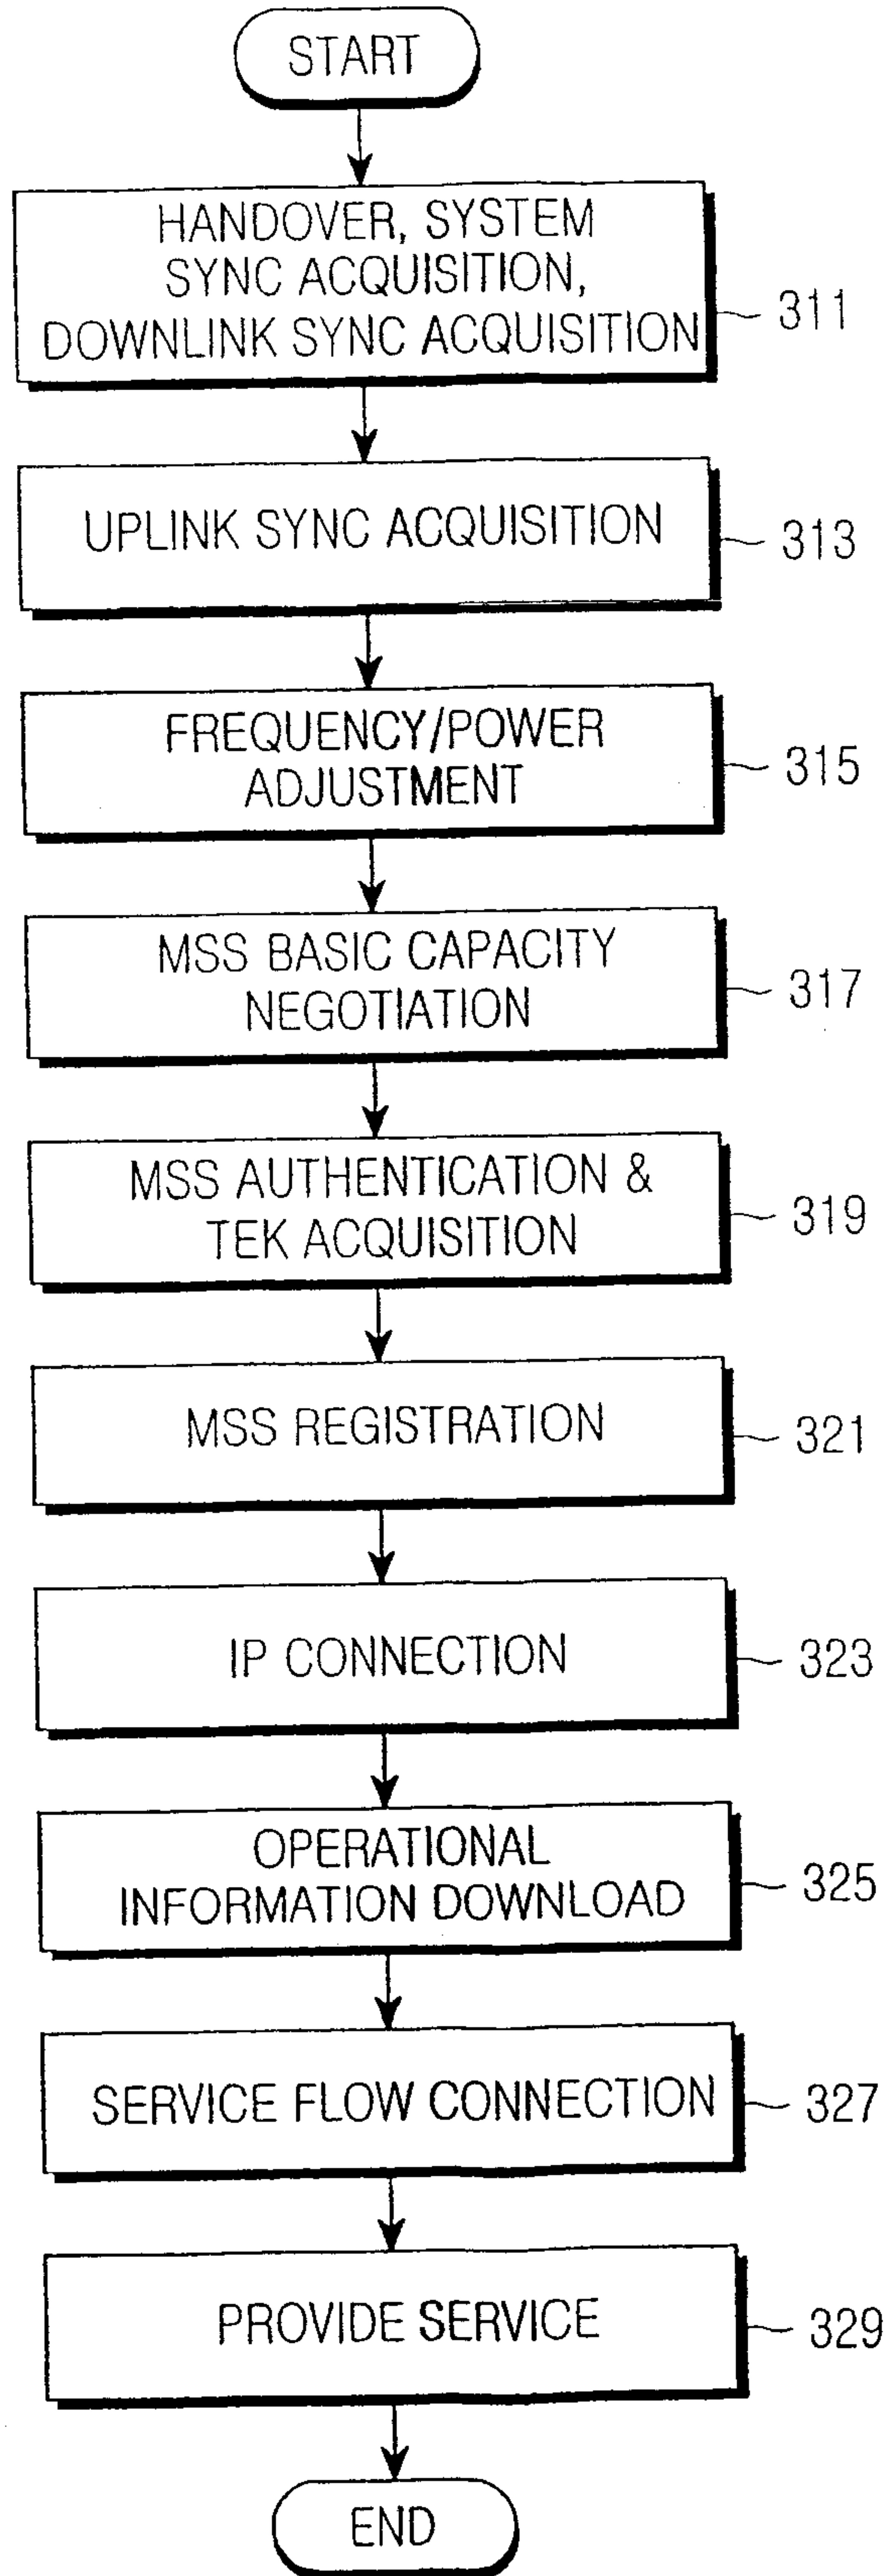 START
HANDOVER, SYSTEM
SYNC ACQUISITION,
DOWNLINK SYNC ACQUISITION
311
UPLINK SYNC ACQUISITION
313
FREQUENCY/POWER
ADJUSTMENT
315
MSS BASIC CAPACITY
NEGOTIATION
317
MSS AUTHENTICATION &
TEK ACQUISITION
319
MSS REGISTRATION
321
IP CONNECTION
323
OPERATIONAL
INFORMATION DOWNLOAD
325
SERVICE FLOW CONNECTION
327
PROVIDE SERVICE
329
END